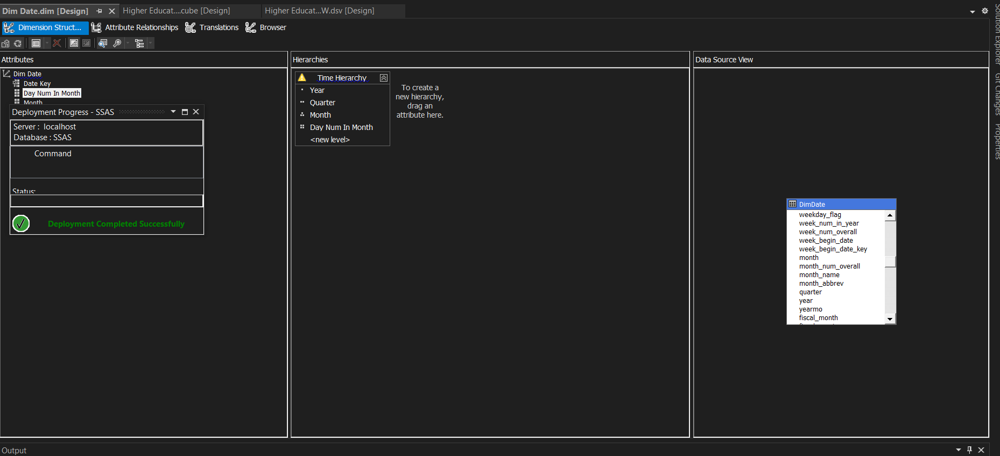 Dim Date.dim [Design]
Higher Educat....cube [Design]
Higher Educat...W.dsv [Design]
Dimension Struct...
Attribute Relationships
Translations
Browser
Attributes
Dim Date
Date Key
Day Num In Month
Month
Deployment Progress - SSAS
Server : localhost
Database : SSAS
Command
Status:
Deployment Completed Successfully
Hierarchies
Time Hierarchy
Year
Quarter
Month
Day Num In Month
<new level>
To create a
new hierarchy,
drag an
attribute here.
Data Source View
DimDate
weekday_flag
week_num_in_year
week_num_overall
week_begin_date
week_begin_date_key
month
month_num_overall
month_name
month_abbrev
quarter
year
yearmo
fiscal_month
Solution Explorer
Git Changes
Properties
Output